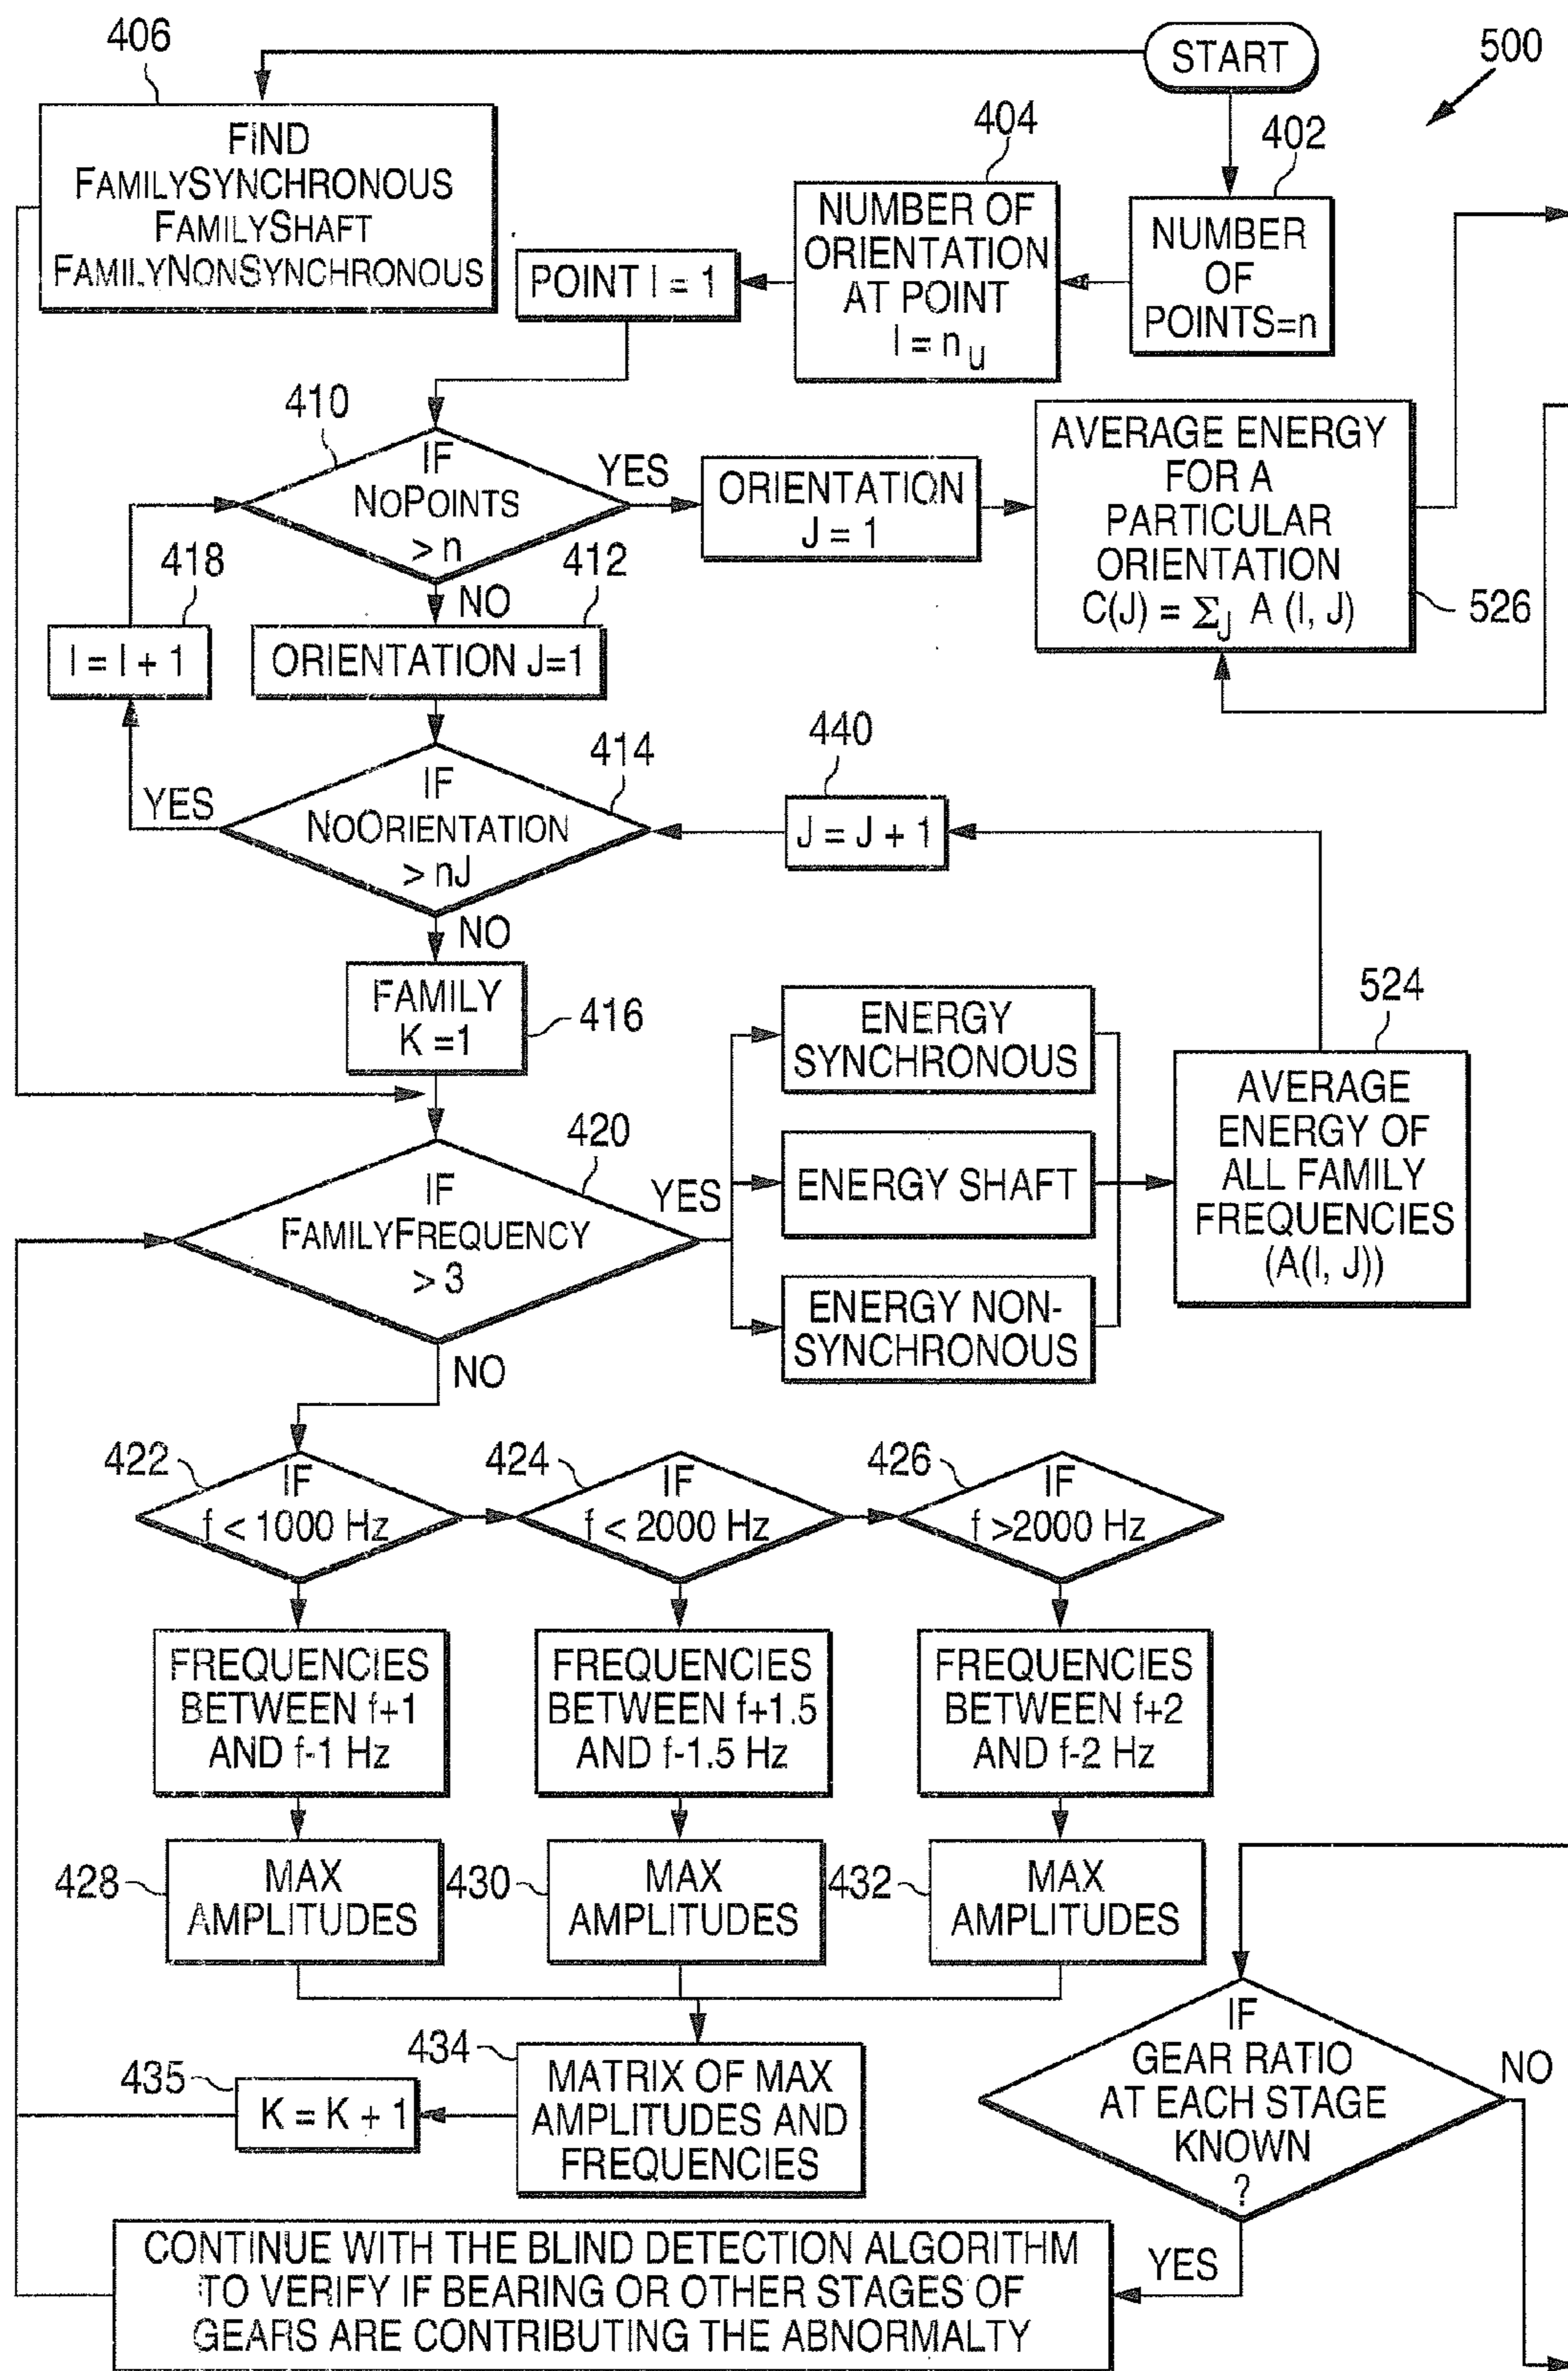 406
START
500
FIND
FAMILYSYNCHRONOUS
FAMILYSHAFT
FAMILYNONSYNCHRONOUS
404
402
NUMBER OF
ORIENTATION
AT POINT
I = nu
NUMBER
OF
POINTS=n
POINT I = 1
410
IF
NOPOINTS
> n
YES
NO
ORIENTATION
J = 1
AVERAGE ENERGY
FOR A
PARTICULAR
ORIENTATION
C(J) = ΣJ A (I, J)
526
418
I = I + 1
412
ORIENTATION J=1
414
IF
NOORIENTATION
> nJ
YES
NO
440
J = J + 1
FAMILY
K =1
416
524
AVERAGE
ENERGY OF
ALL FAMILY
FREQUENCIES
(A(I, J))
ENERGY
SYNCHRONOUS
ENERGY SHAFT
ENERGY NON-
SYNCHRONOUS
420
IF
FAMILYFREQUENCY
> 3
YES
NO
422
IF
f < 1000 Hz
424
IF
f < 2000 Hz
426
IF
f >2000 Hz
FREQUENCIES
BETWEEN f+1
AND f-1 Hz
FREQUENCIES
BETWEEN f+1.5
AND f-1.5 Hz
FREQUENCIES
BETWEEN f+2
AND f-2 Hz
428
MAX
AMPLITUDES
430
MAX
AMPLITUDES
432
MAX
AMPLITUDES
434
MATRIX OF MAX
AMPLITUDES AND
FREQUENCIES
435
K = K + 1
IF
GEAR RATIO
AT EACH STAGE
KNOWN
?
NO
YES
CONTINUE WITH THE BLIND DETECTION ALGORITHM
TO VERIFY IF BEARING OR OTHER STAGES OF
GEARS ARE CONTRIBUTING THE ABNORMALTY